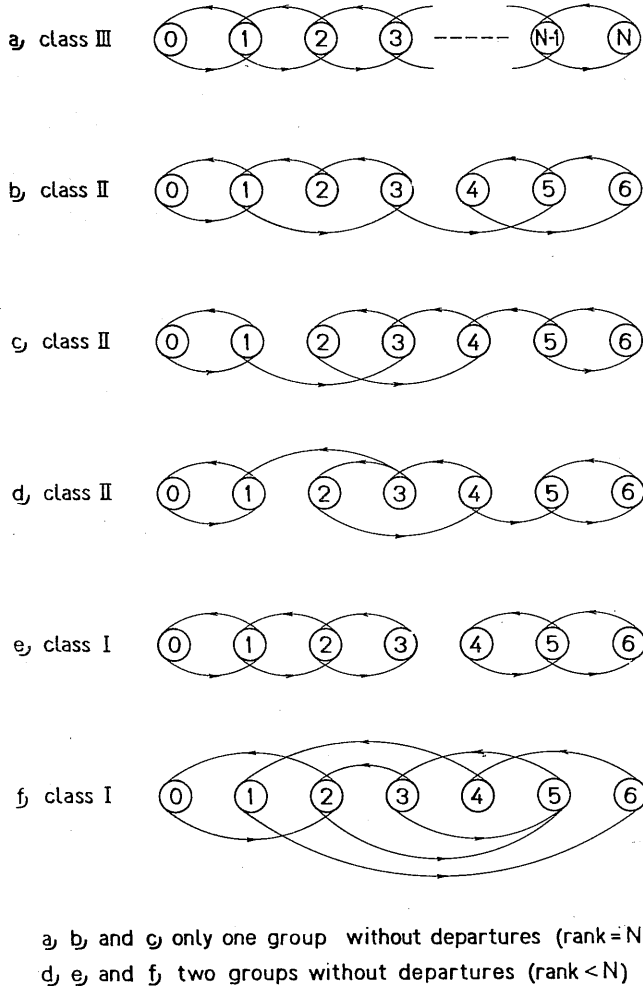 a, class III 0 1 2 3 ----- N-1 N
b, class II 0 1 2 3 4 5 6
c, class II 0 1 2 3 4 5 6
d, class II 0 1 2 3 4 5 6
e, class I 0 1 2 3 4 5 6
f, class I 0 1 2 3 4 5 6
a, b, and c, only one group without departures (rank = N
d, e, and f, two groups without departures (rank < N)